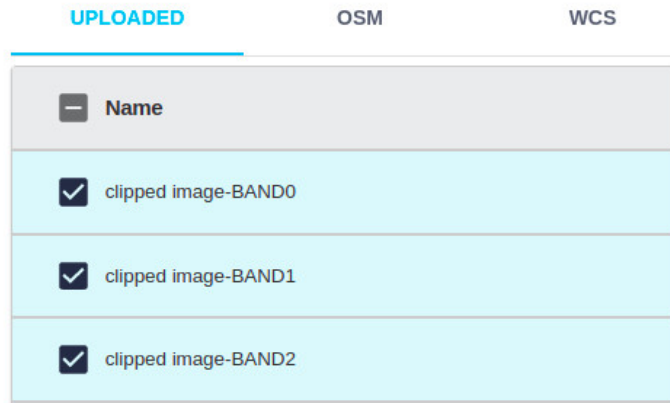 UPLOADED OSM WCS
Name
clipped image-BAND0
clipped image-BAND1
clipped image-BAND2